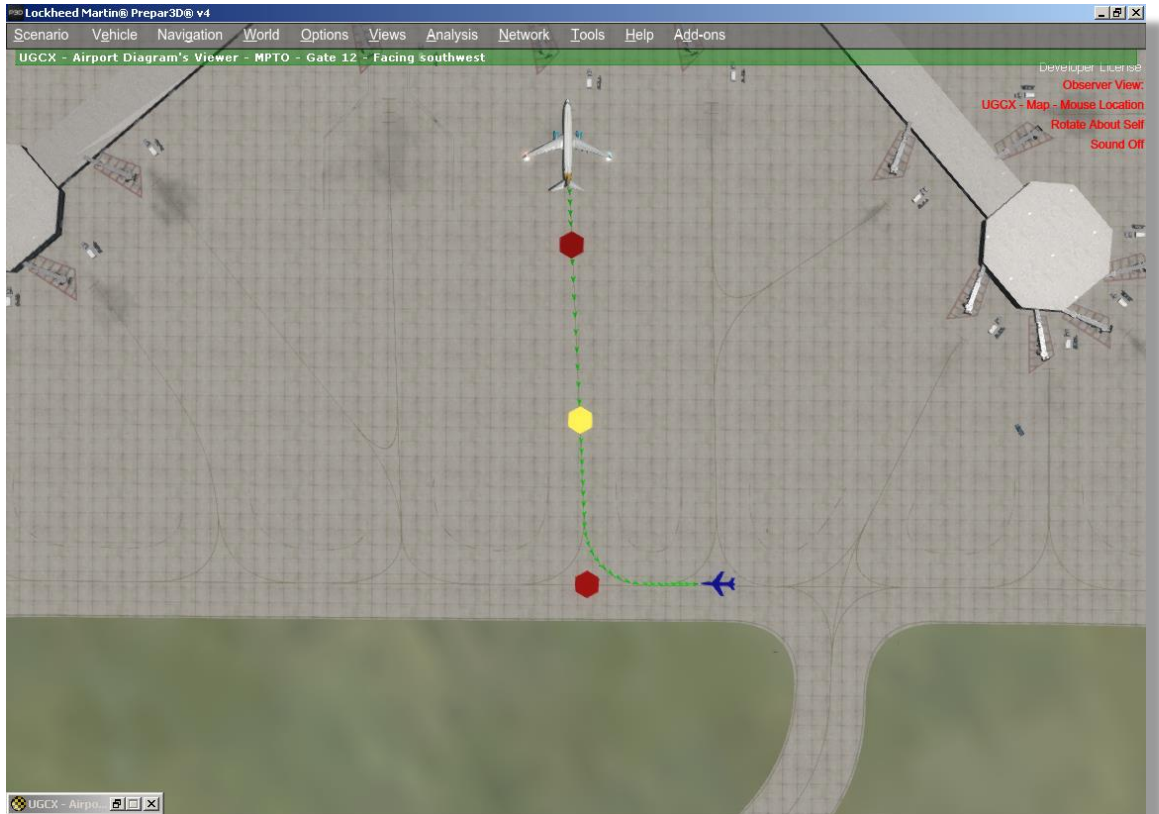 P3D Lockheed Martin® Prepar3D® v4
Scenario Vehicle Navigation World Options Views Analysis Network Tools Help Add-ons
UGCX - Airport Diagram's Viewer - MPTO - Gate 12 - Facing southwest
Developer License
Observer View:
UGCX - Map - Mouse Location
Rotate About Self
Sound Off
UGCX - Airpo...